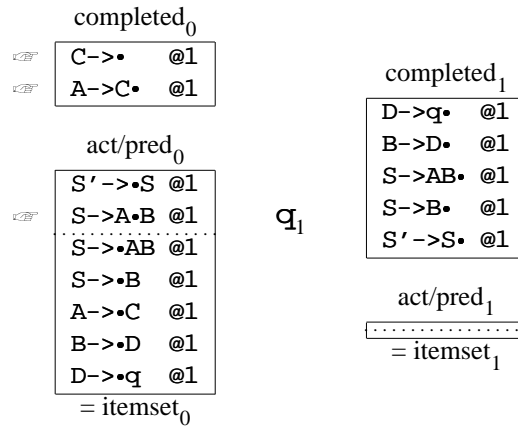 completed0
☞ C->• @1
☞ A->C• @1
act/pred0
S'->•S @1
☞ S->A•B @1
S->•AB @1
S->•B @1
A->•C @1
B->•D @1
D->•q @1
= itemset0
q1
completed1
D->q• @1
B->D• @1
S->AB• @1
S->B• @1
S'->S• @1
act/pred1
= itemset1